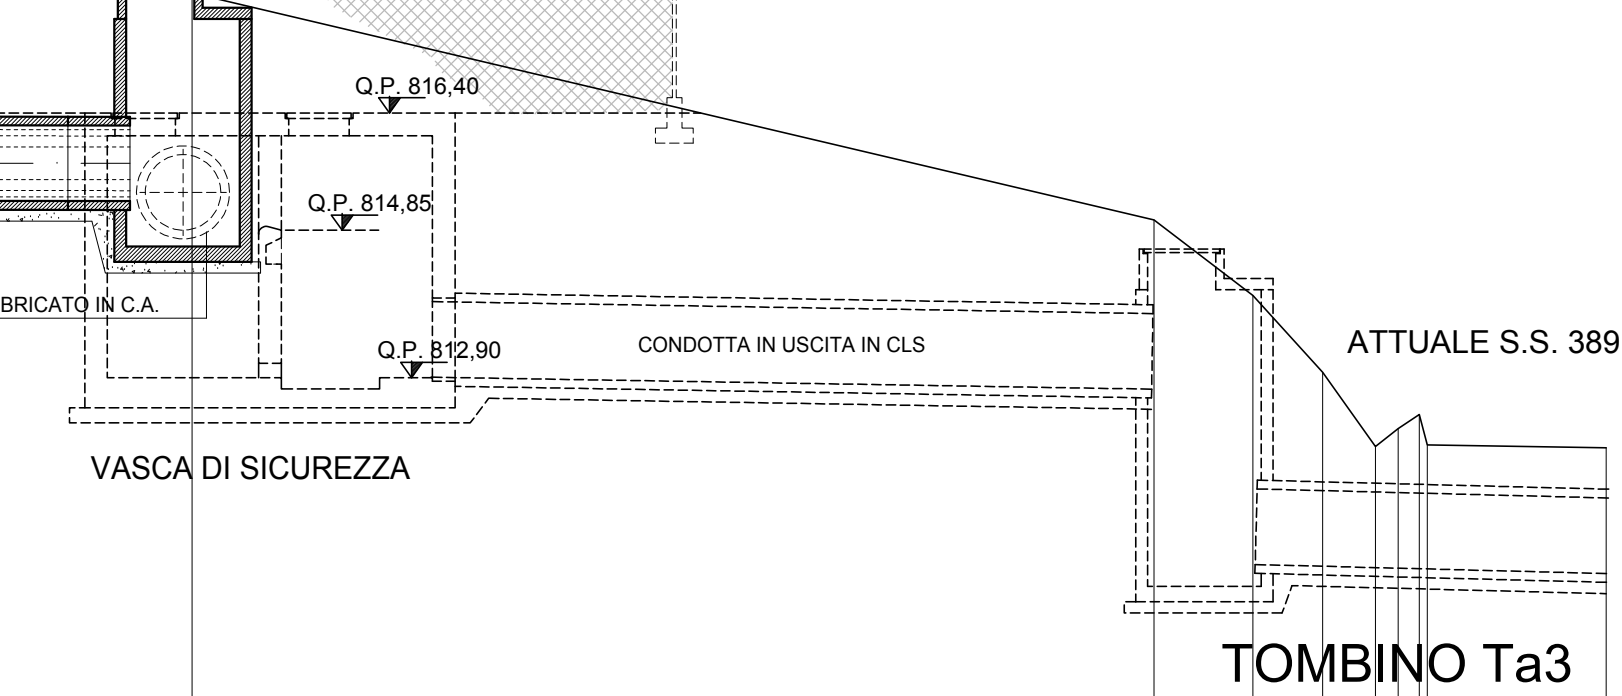 Q.P. 816,40
Q.P. 814,85
BRICATO IN C.A.
Q.P. 812,90
CONDOTTA IN USCITA IN CLS
ATTUALE S.S. 389
VASCA DI SICUREZZA
TOMBINO Ta3